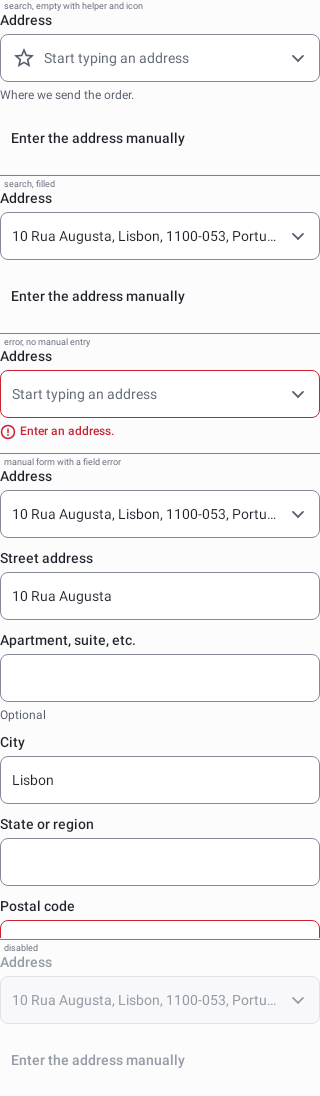 search, empty with helper and icon
Address
Start typing an address
Where we send the order.
Enter the address manually
search, filled
Address
10 Rua Augusta, Lisbon, 1100-053, Portu...
Enter the address manually
error, no manual entry
Address
Start typing an address
Enter an address.
manual form with a field error
Address
10 Rua Augusta, Lisbon, 1100-053, Portu...
Street address
10 Rua Augusta
Apartment, suite, etc.
Optional
City
Lisbon
State or region
Postal code
disabled
Address
10 Rua Augusta, Lisbon, 1100-053, Portu...
Enter the address manually